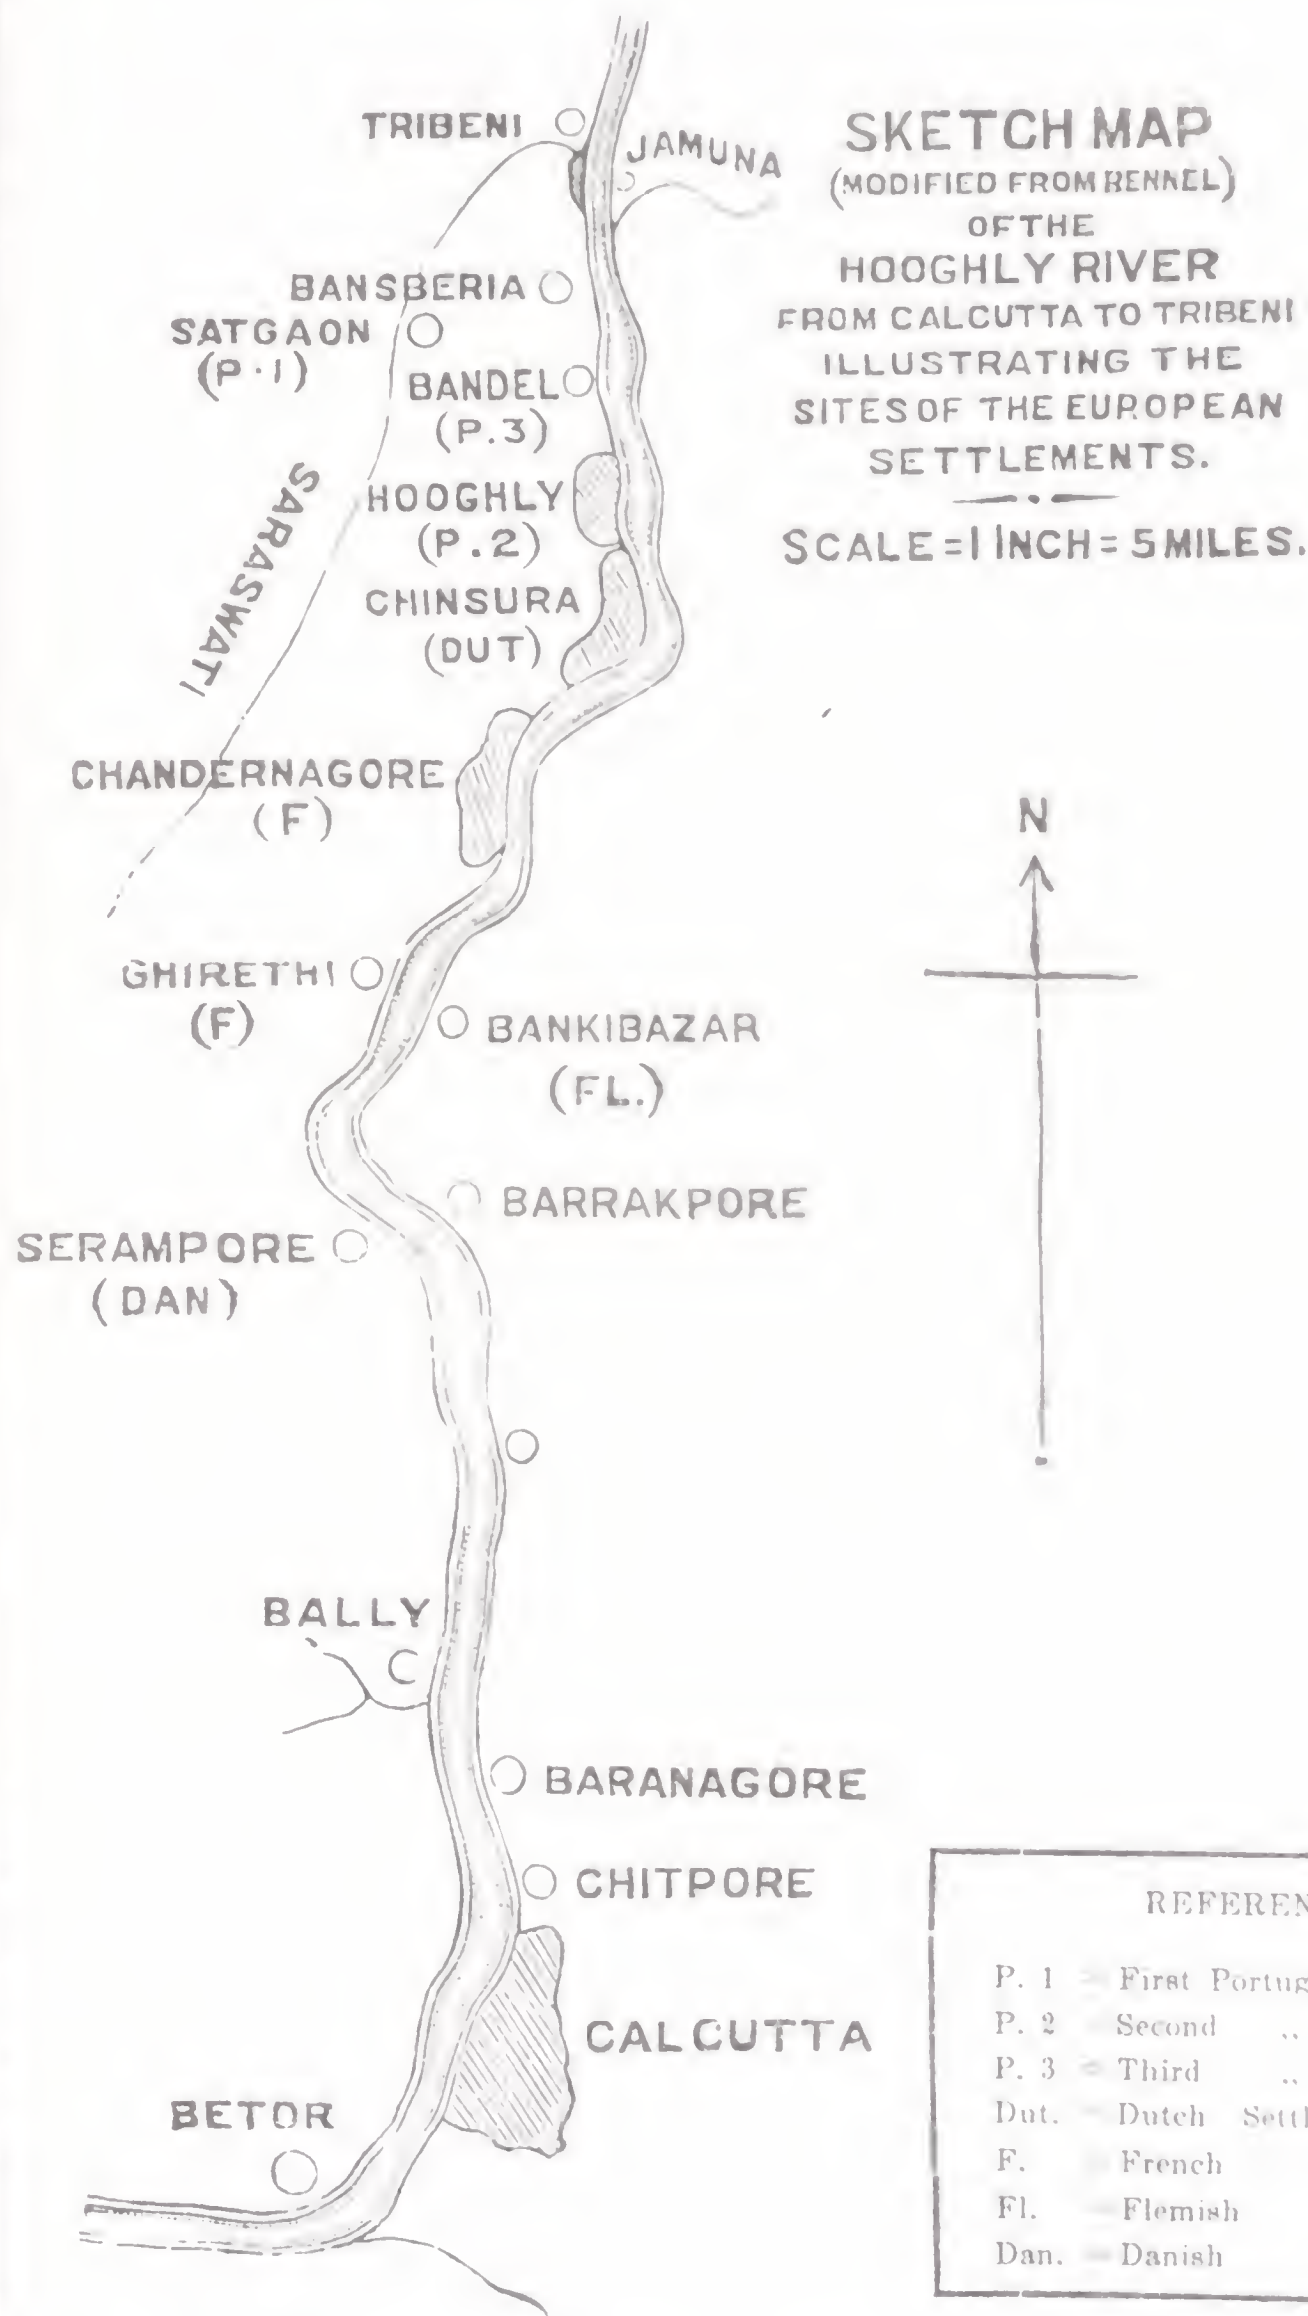 TRIBENI
JAMUNA
SKETCH MAP
(MODIFIED FROM RENNEL)
OF THE
HOOGHLY RIVER
FROM CALCUTTA TO TRIBENI
ILLUSTRATING THE
SITES OF THE EUROPEAN
SETTLEMENTS.
SCALE = 1 INCH = 5 MILES.
BANSBERIA
SATGAON
(P.1)
BANDEL
(P.3)
HOOGHLY
(P.2)
SARASWATI
CHINSURA
(DUT)
CHANDERNAGORE
(F)
N
GHIRETHI
(F)
BANKIBAZAR
(FL.)
BARRAKPORE
SERAMPORE
(DAN)
BALLY
BARANAGORE
CHITPORE
CALCUTTA
BETOR
REFEREN
P. 1 = First Portug
P. 2 = Second ,,
P. 3 = Third ,,
Dut. = Dutch Settl
F. = French
Fl. = Flemish
Dan. = Danish